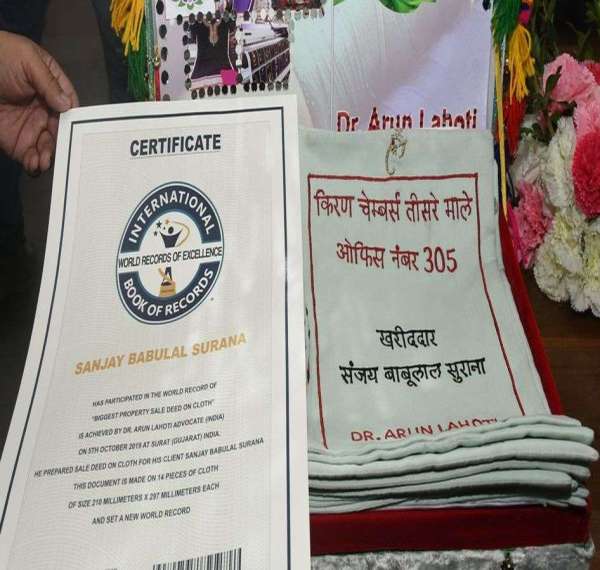 CERTIFICATE
INTERNATIONAL
WORLD RECORDS OF EXCELLENCE
BOOK OF RECORDS
SANJAY BABULAL SURANA
HAS PARTICIPATED IN THE WORLD RECORD OF
"BIGGEST PROPERTY SALE DEED ON CLOTH"
IS ACHIEVED BY DR. ARUN LAHOTI ADVOCATE (INDIA)
ON 5TH OCTOBER 2019 AT SURAT (GUJARAT) INDIA.
HE PREPARED SALE DEED ON CLOTH FOR HIS CLIENT SANJAY BABULAL SURANA
THIS DOCUMENT IS MADE ON 14 PIECES OF CLOTH
OF SIZE 210 MILLIMETERS X 297 MILLIMETERS EACH
AND SET A NEW WORLD RECORD
Dr. Arun Lahoti
किरण चेम्बर्स तीसरे माले
ओफिस नंबर 305
खरीददार
संजय बाबूलाल सुराना
DR. ARUN LAHOTI